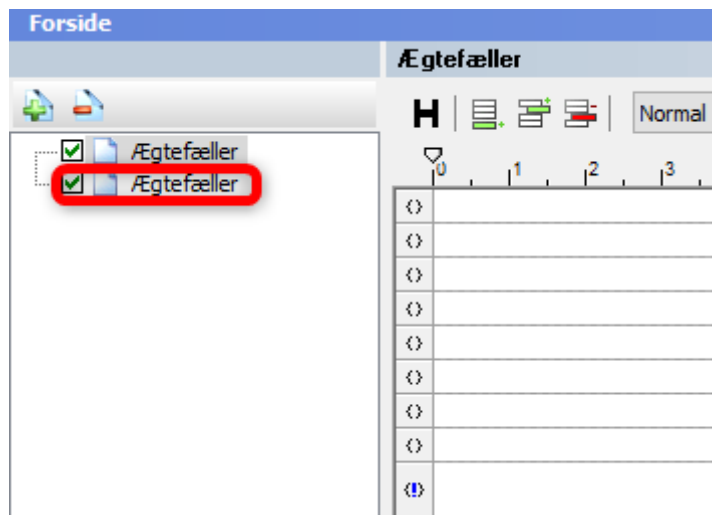 Forside
Ægtefæller
H Normal
Ægtefæller
Ægtefæller
0 1 2 3
{}
{}
{}
{}
{}
{}
{}
{}
{!}